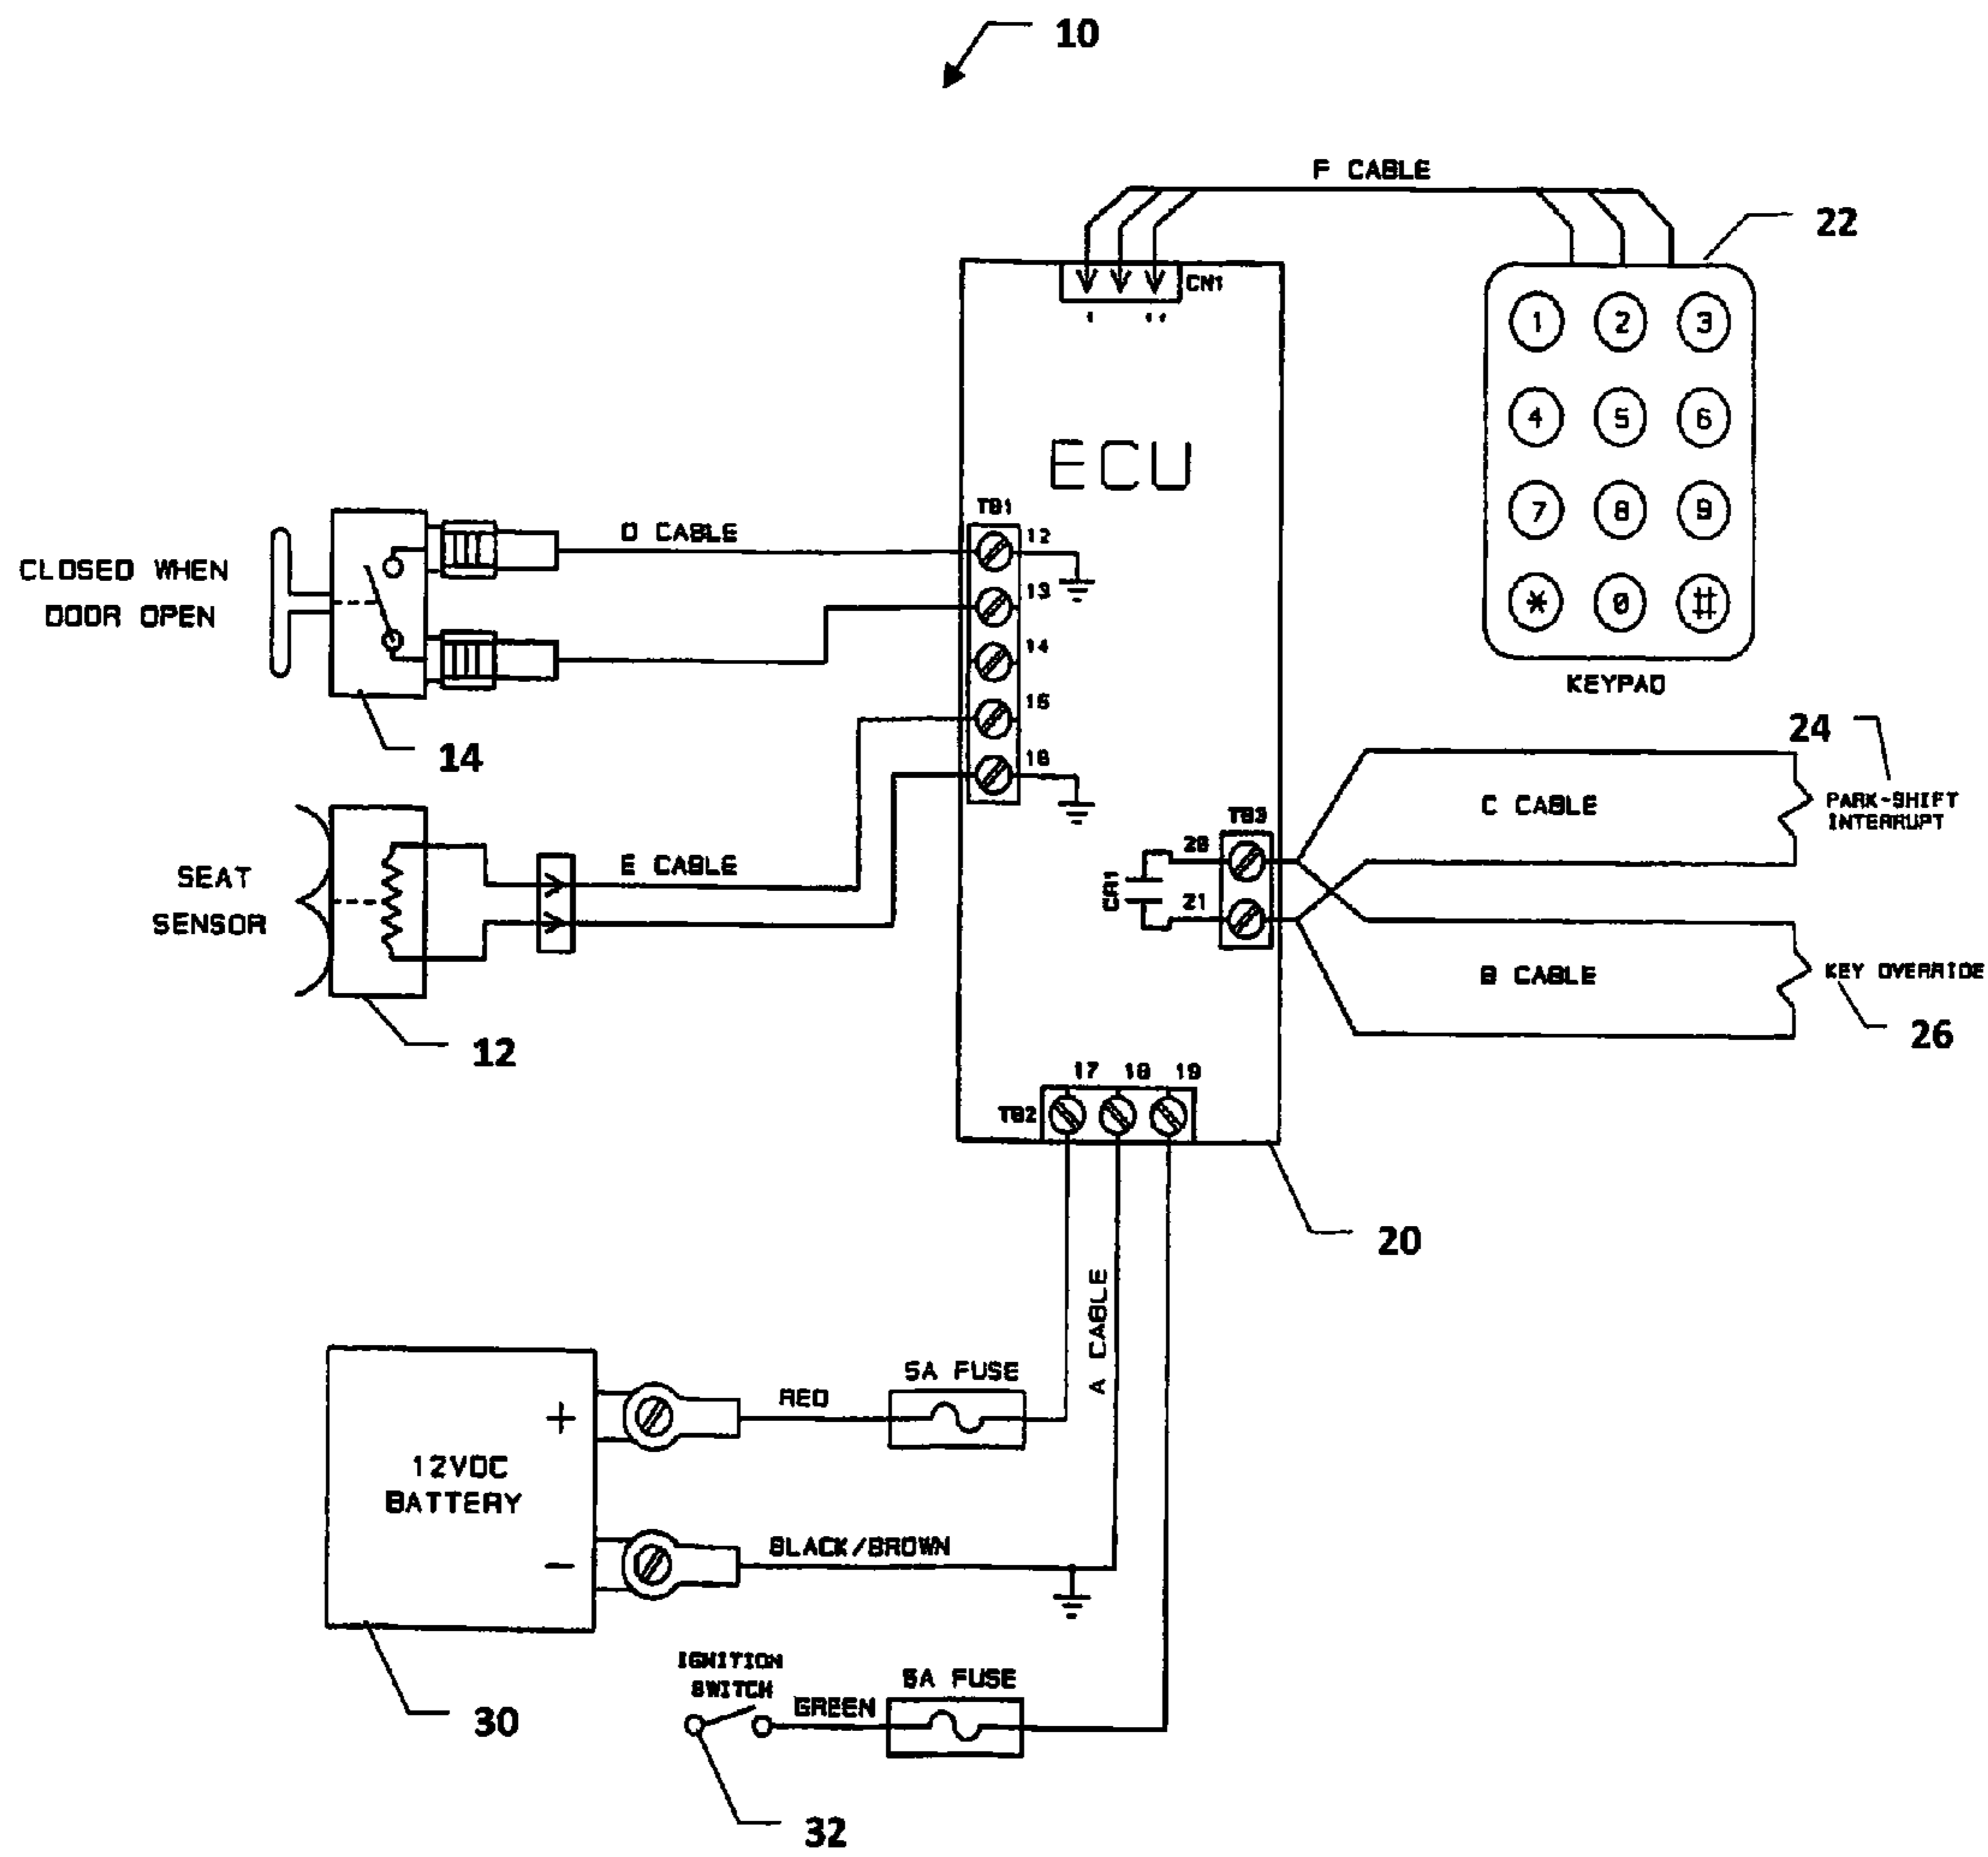 10
F CABLE
22
CN1
1 2 3
4 5 6
7 8 9
* 0 #
KEYPAD
ECU
TB1
12
13
14
15
16
D CABLE
CLOSED WHEN
DOOR OPEN
14
SEAT
SENSOR
E CABLE
12
24
C CABLE
PARK-SHIFT
INTERRUPT
TB3
20
21
CR1
B CABLE
KEY OVERRIDE
26
17 18 19
TB2
20
A CABLE
5A FUSE
RED
+
12VDC
BATTERY
-
BLACK/BROWN
30
IGNITION
SWITCH
GREEN
5A FUSE
32